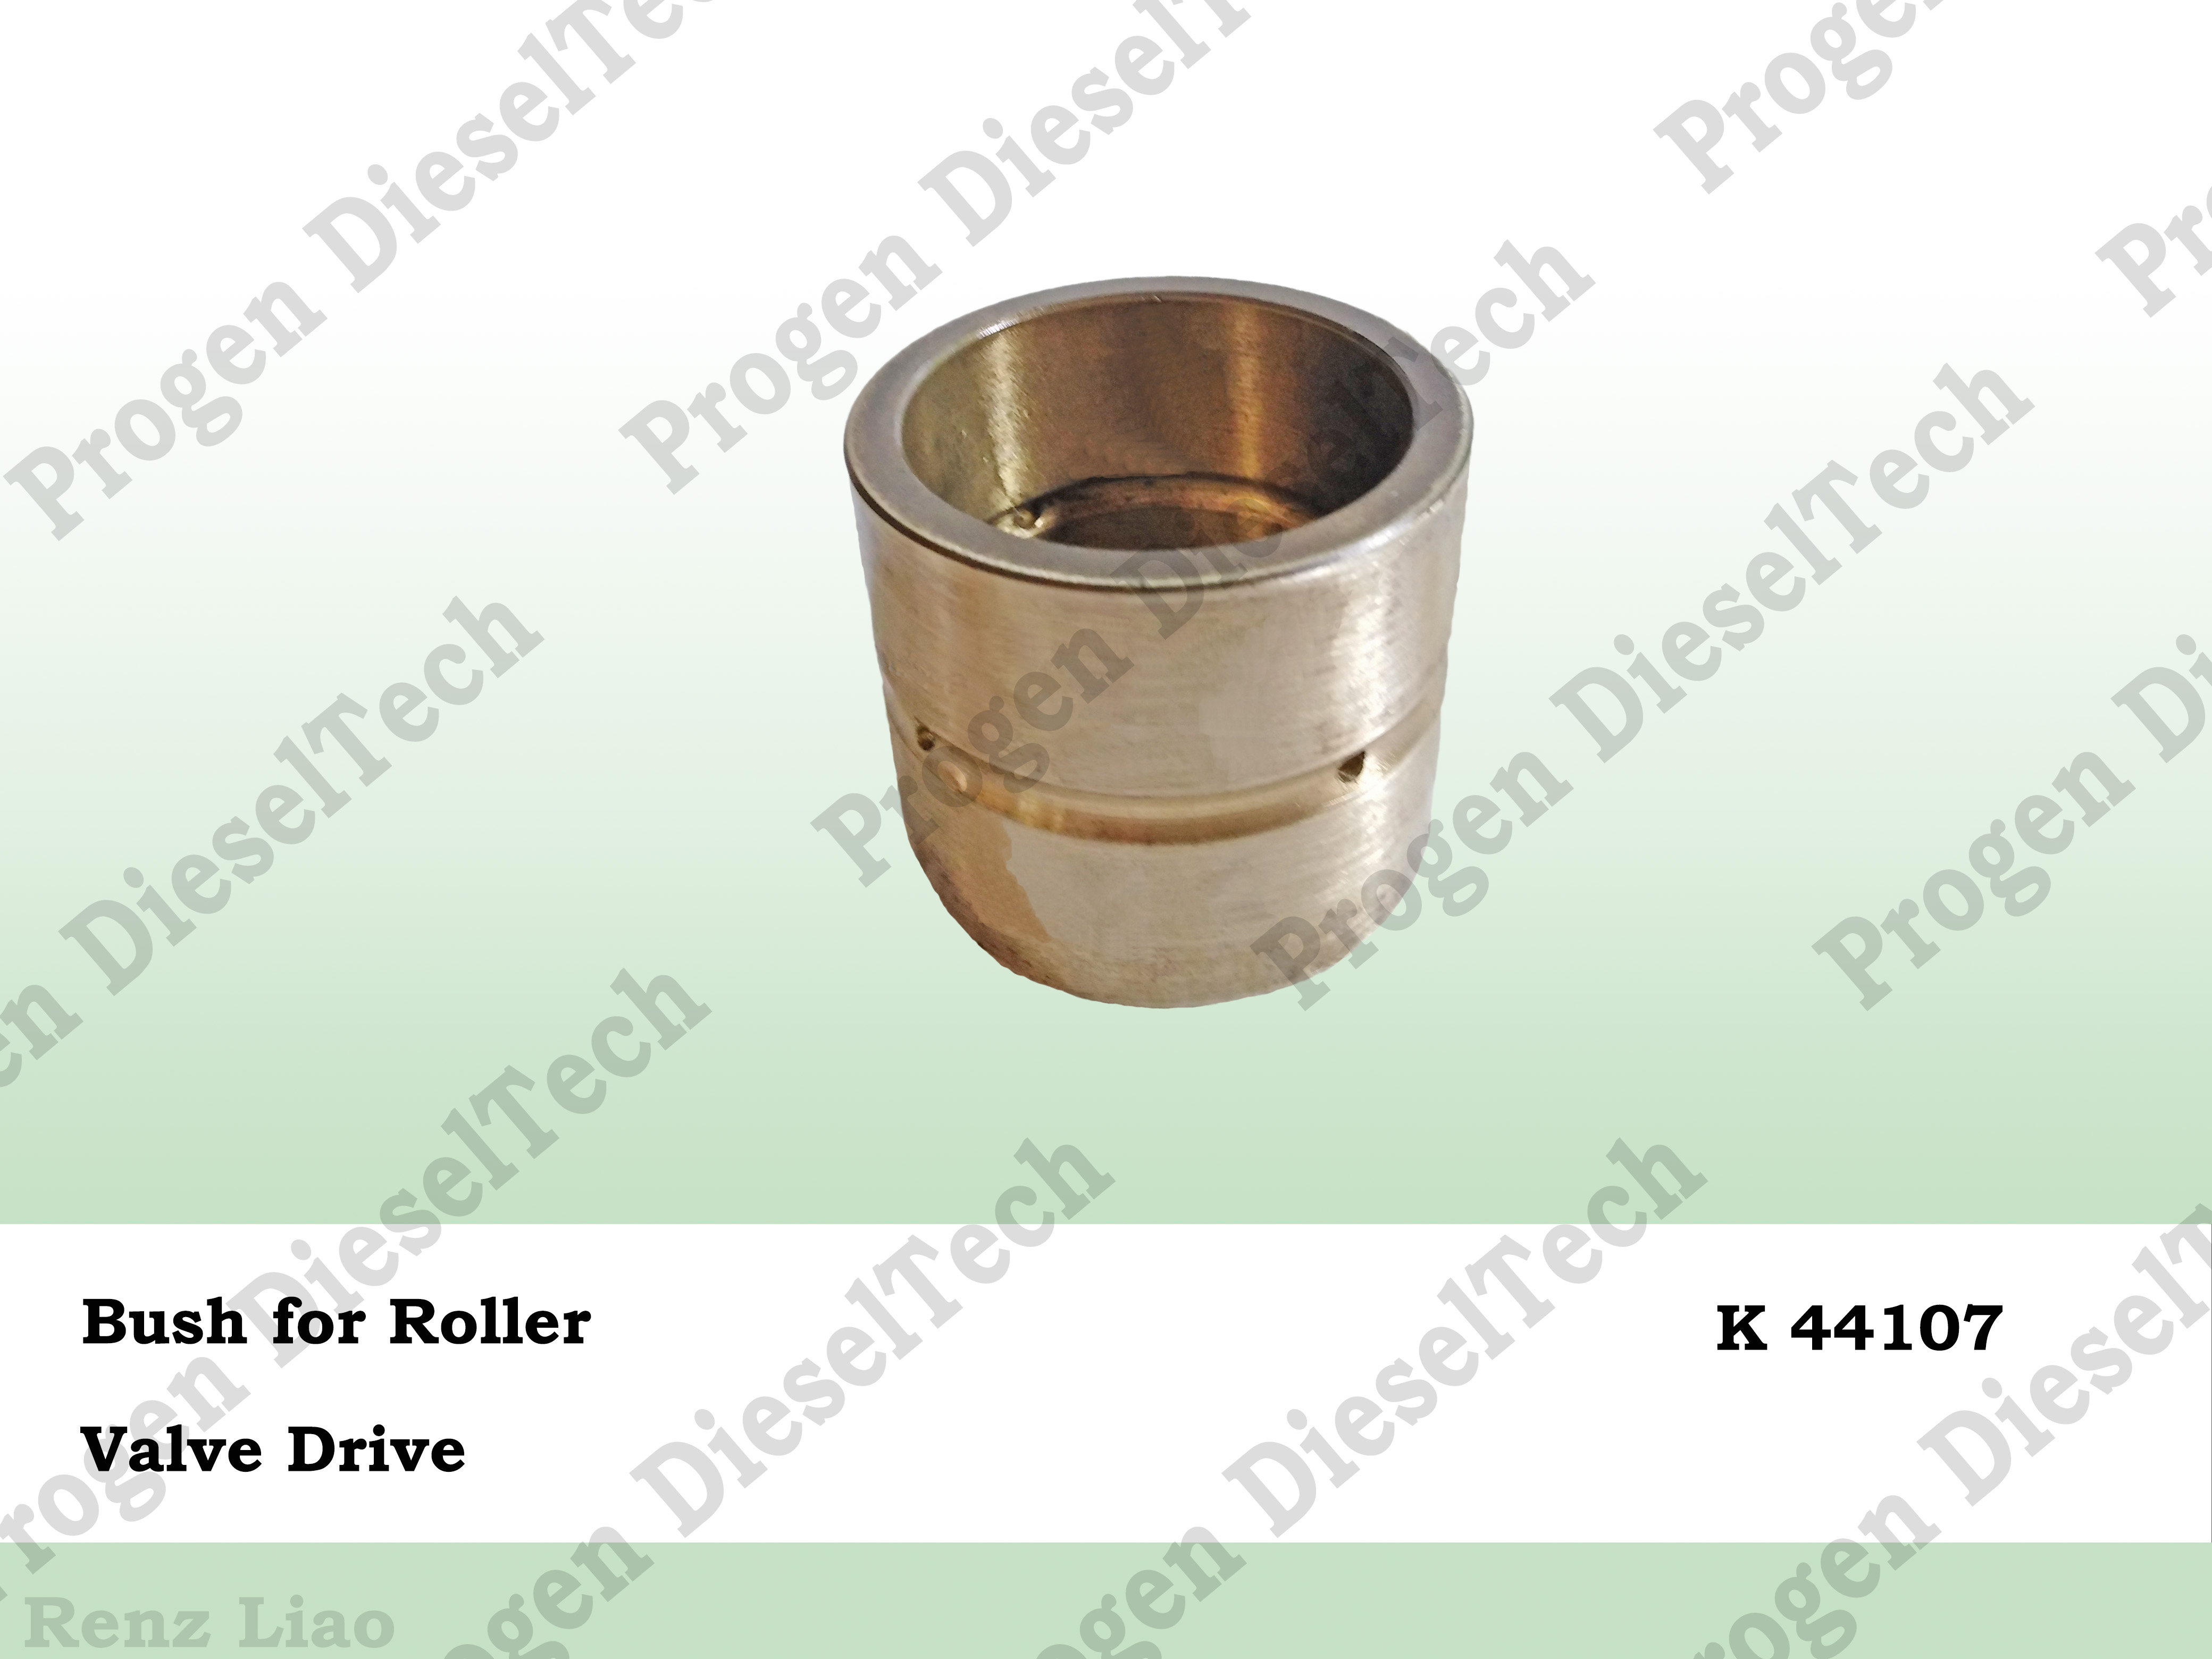 Progen DieselTech
Progen DieselTech
Progen DieselTech
Progen DieselTech
Progen DieselTech
Bush for Roller
K 44107
Valve Drive
Renz Liao